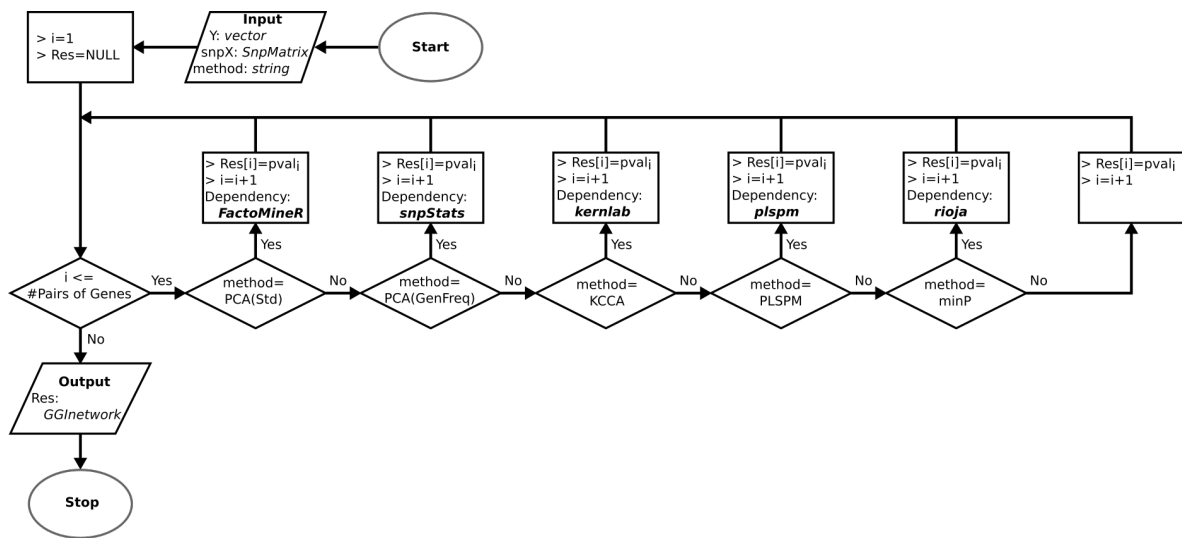 > i=1
> Res=NULL
Input
Y: vector
snpX: SnpMatrix
method: string
Start
> Res[i]=pvali
> i=i+1
Dependency:
FactoMineR
> Res[i]=pvali
> i=i+1
Dependency:
snpStats
> Res[i]=pvali
> i=i+1
Dependency:
kernlab
> Res[i]=pvali
> i=i+1
Dependency:
plspm
> Res[i]=pvali
> i=i+1
Dependency:
rioja
> Res[i]=pvali
> i=i+1
Yes
Yes
Yes
Yes
Yes
i <=
#Pairs of Genes
Yes
method=
PCA(Std)
No
method=
PCA(GenFreq)
No
method=
KCCA
No
method=
PLSPM
No
method=
minP
No
No
Output
Res:
GGInetwork
Stop